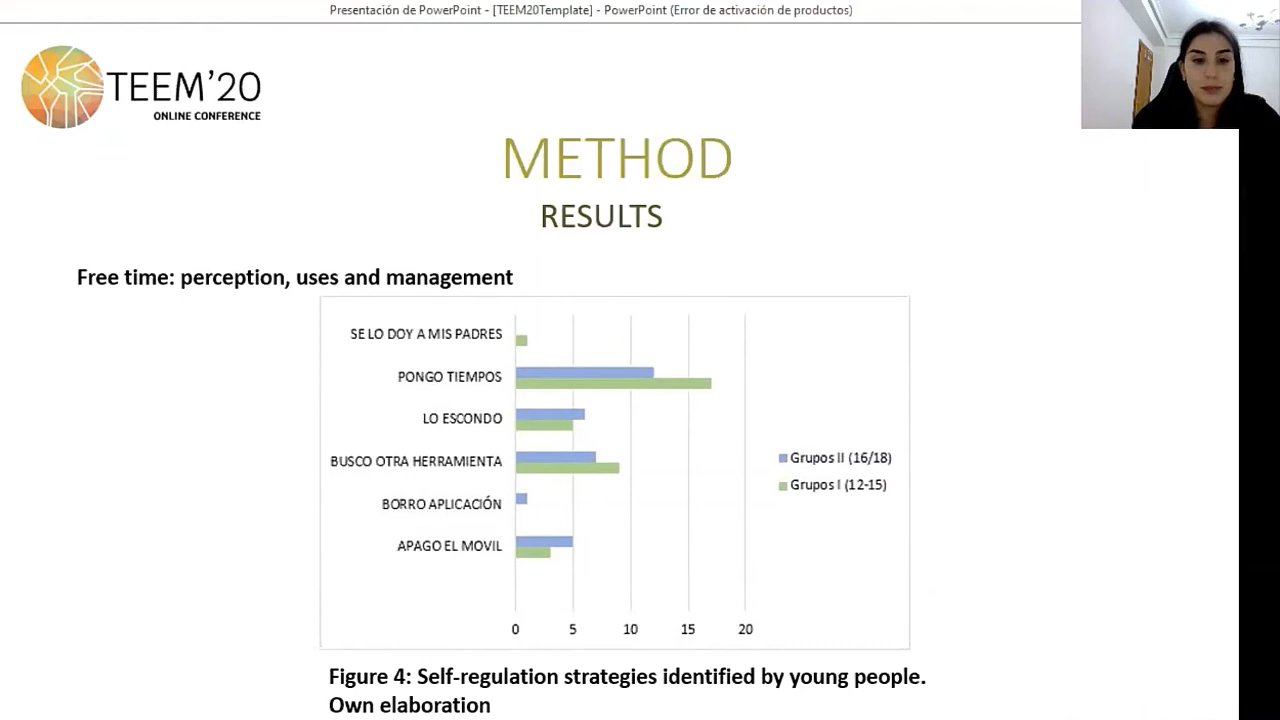 Presentación de PowerPoint - [TEEM20Template] - PowerPoint (Error de activación de productos)
TEEM'20
ONLINE CONFERENCE
METHOD
RESULTS
Free time: perception, uses and management
SE LO DOY A MIS PADRES
PONGO TIEMPOS
LO ESCONDO
BUSCO OTRA HERRAMIENTA
BORRO APLICACIÓN
APAGO EL MOVIL
Grupos II (16/18)
Grupos I (12-15)
0 5 10 15 20
Figure 4: Self-regulation strategies identified by young people.
Own elaboration